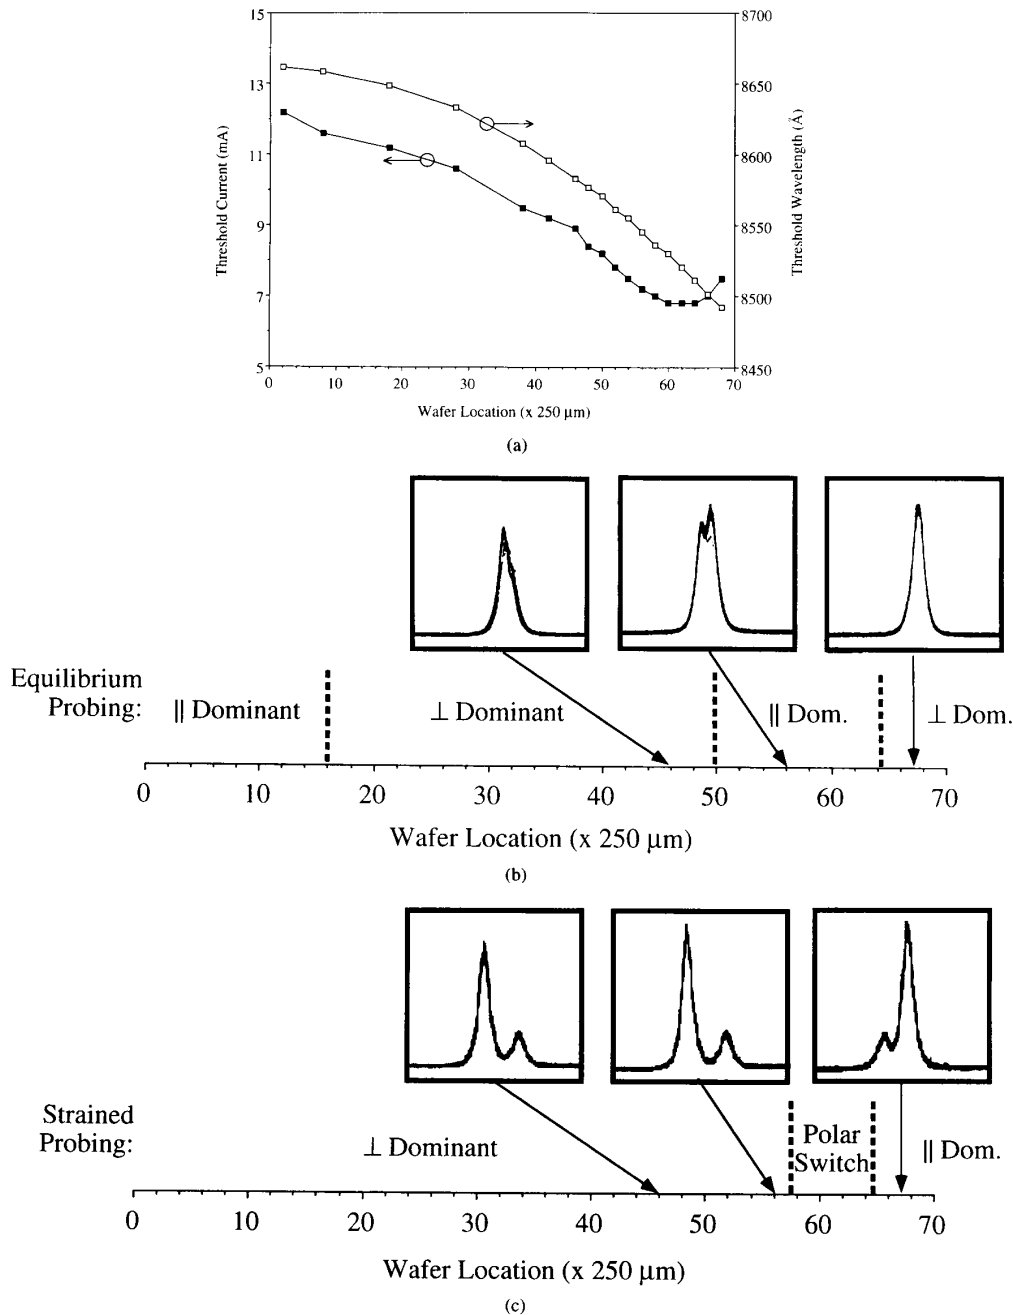 15
13
11
9
7
5
8700
8650
8600
8550
8500
8450
Threshold Current (mA)
Threshold Wavelength (Å)
0 10 20 30 40 50 60 70
Wafer Location (x 250 μm)
(a)
Equilibrium
Probing:
|| Dominant
⊥ Dominant
|| Dom.
⊥ Dom.
0 10 20 30 40 50 60 70
Wafer Location (x 250 μm)
(b)
Strained
Probing:
⊥ Dominant
Polar
Switch
|| Dom.
0 10 20 30 40 50 60 70
Wafer Location (x 250 μm)
(c)